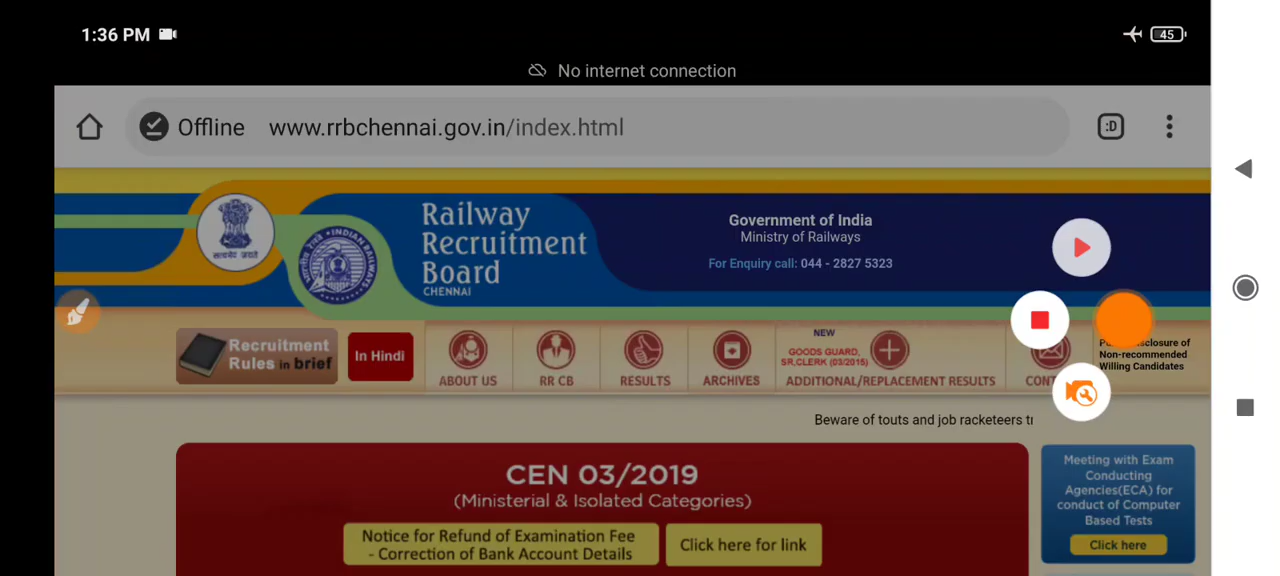 1:36 PM
45
No internet connection
Offline www.rrbchennai.gov.in/index.html
:D
सत्यमेव जयते
INDIAN RAILWAYS
Railway
Recruitment
Board
CHENNAI
Government of India
Ministry of Railways
For Enquiry call: 044 - 2827 5323
Recruitment
Rules in brief
In Hindi
ABOUT US
RR CB
RESULTS
ARCHIVES
NEW
GOODS GUARD,
SR.CLERK (03/2015)
ADDITIONAL/REPLACEMENT RESULTS
Non-recommended
Willing Candidates
Beware of touts and job racketeers
CEN 03/2019
(Ministerial & Isolated Categories)
Notice for Refund of Examination Fee
- Correction of Bank Account Details
Click here for link
Meeting with Exam
Conducting
Agencies(ECA) for
conduct of Computer
Based Tests
Click here